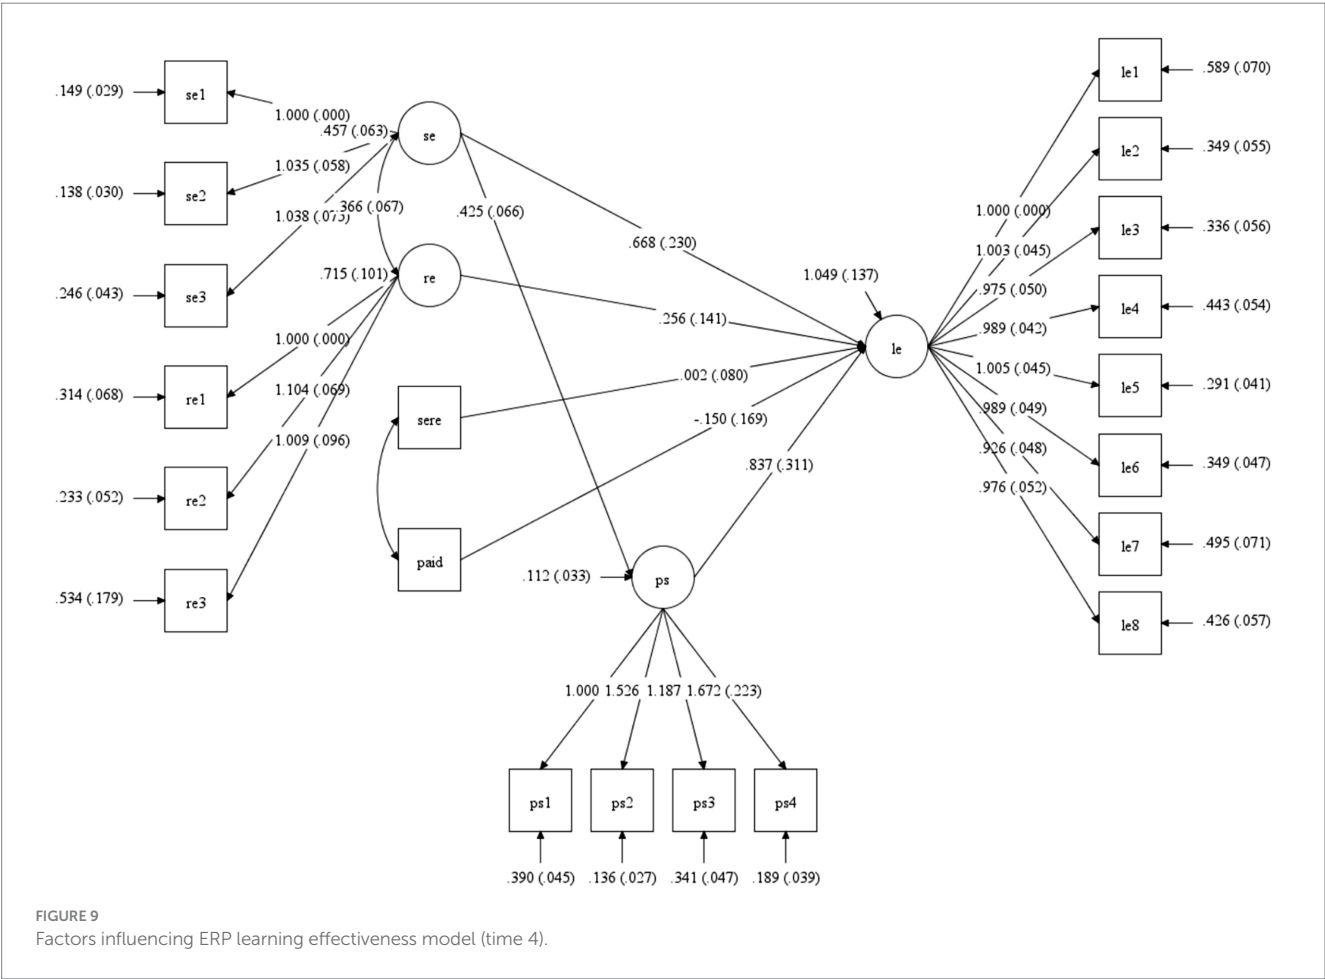 le1
.589 (.070)
.149 (.029)
se1
1.000 (.000)
.457 (.063)
se
le2
.349 (.055)
1.035 (.058)
.138 (.030)
se2
.366 (.067)
.425 (.066)
1.000 (.000)
1.038 (.075)
le3
.336 (.056)
.668 (.230)
1.003 (.045)
.715 (.101)
re
1.049 (.137)
.975 (.050)
.246 (.043)
se3
le4
.443 (.054)
.256 (.141)
.989 (.042)
1.000 (.000)
le
1.005 (.045)
.002 (.080)
le5
.291 (.041)
1.104 (.069)
.314 (.068)
re1
.989 (.049)
sere
-.150 (.169)
1.009 (.096)
.926 (.048)
.837 (.311)
le6
.349 (.047)
.976 (.052)
.233 (.052)
re2
le7
.495 (.071)
paid
.112 (.033)
ps
.534 (.179)
re3
le8
.426 (.057)
1.000 1.526 1.187 1.672 (.223)
ps1 ps2 ps3 ps4
.390 (.045) .136 (.027) .341 (.047) .189 (.039)
FIGURE 9
Factors influencing ERP learning effectiveness model (time 4).